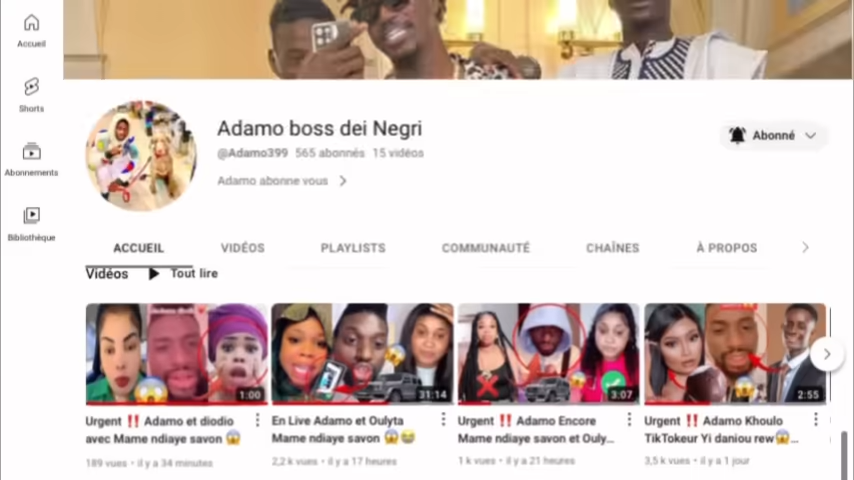 Accueil
Shorts
Abonnements
Bibliothèque
Adamo boss dei Negri
@Adamo399 565 abonnés 15 vidéos
Adamo abonne vous
Abonné
ACCUEIL VIDÉOS PLAYLISTS COMMUNAUTÉ CHAÎNES À PROPOS
Vidéos Tout lire
1:00 31:14 3:07 2:55
Urgent ‼️ Adamo et diodio
avec Mame ndiaye savon 😱
189 vues • il y a 34 minutes
En Live Adamo et Oulyta
Mame ndiaye savon 😱😂
2,2 k vues • il y a 17 heures
Urgent ‼️ Adamo Encore
Mame ndiaye savon et Ouly...
1 k vues • il y a 21 heures
Urgent ‼️ Adamo Khoulo
TikTokeur Yi daniou rew😱...
3,5 k vues • il y a 1 jour